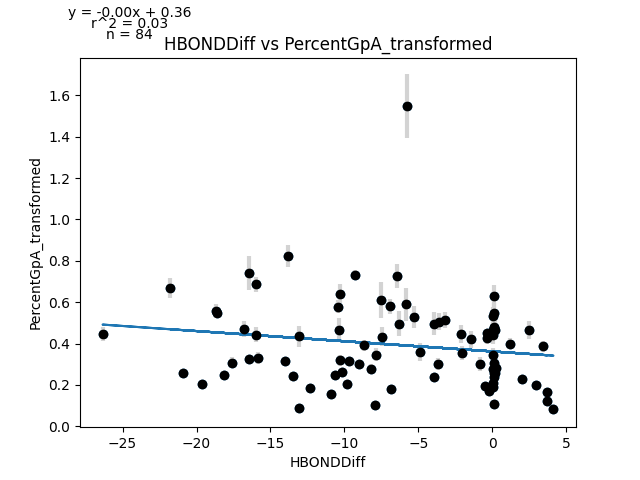 y = -0.00x + 0.36
r^2 = 0.03
n = 84
HBONDDiff vs PercentGpA_transformed
PercentGpA_transformed
1.6
1.4
1.2
1.0
0.8
0.6
0.4
0.2
0.0
−25
−20
−15
−10
−5
0
5
HBONDDiff